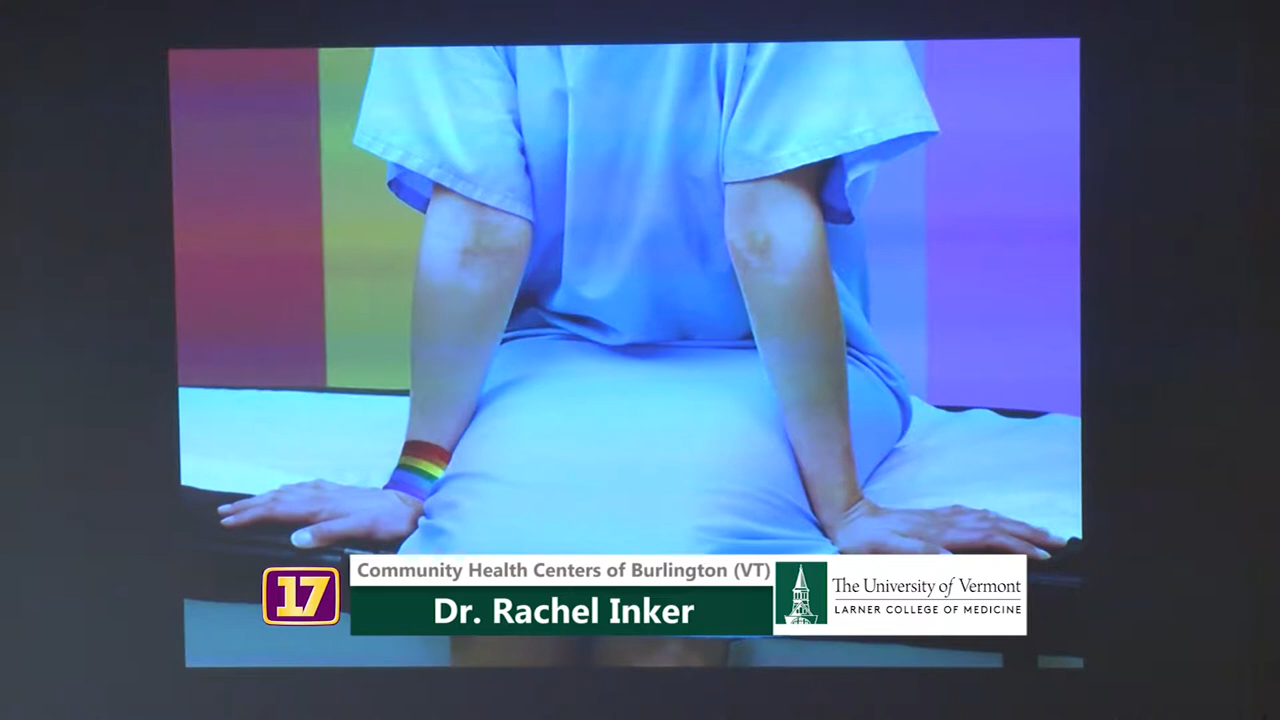 Community Health Centers of Burlington (VT)
17
Dr. Rachel Inker
The University of Vermont
LARNER COLLEGE OF MEDICINE